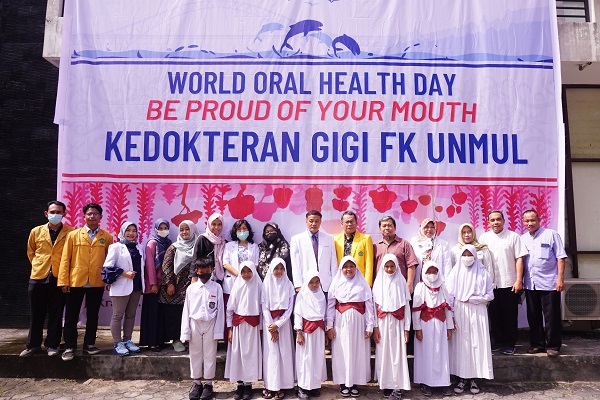 WORLD ORAL HEALTH DAY
BE PROUD OF YOUR MOUTH
KEDOKTERAN GIGI FK UNMUL